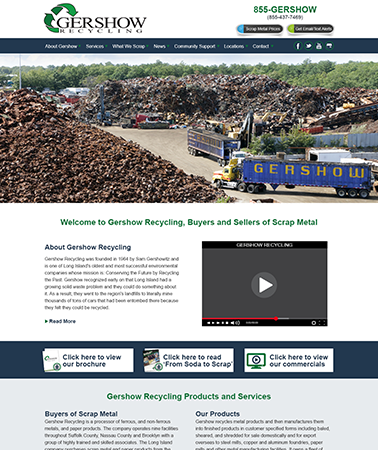 GERSHOW
RECYCLING
855-GERSHOW
(855-437-7469)
Scrap Metal Prices
Get Email/Text Alerts
About Gershow Services What We Scrap News Community Support Locations Contact
GERSHOW
Welcome to Gershow Recycling, Buyers and Sellers of Scrap Metal
About Gershow Recycling
Gershow Recycling was founded in 1964 by Sam Gershowitz and
is one of Long Island's oldest and most successful environmental
companies whose mission is: Conserving the Future by Recycling
the Past. Gershow recognized early on that Long Island had a
growing solid waste problem and they could do something about
it. As a result, they went to the region's landfills to literally mine
thousands of tons of cars that had been entombed there because
they felt they could be recycled.
Read More
GERSHOW RECYCLING
Click here to view
our brochure
Click here to read
"From Soda to Scrap"
Click here to view
our commercials
Gershow Recycling Products and Services
Buyers of Scrap Metal
Gershow Recycling is a processor of ferrous, and non-ferrous
metals, and paper products. The company operates nine facilities
throughout Suffolk County, Nassau County and Brooklyn with a
group of highly trained and skilled associates. The Long Island
company purchases scrap metal and paper products from the
Our Products
Gershow recycles metal products and then manufactures them
into finished products in customer specified forms including baled,
sheared, and shredded for sale domestically and for export
overseas to steel mills, copper and aluminum foundries, paper
mills and other metal manufacturing facilities. It owns a fleet of